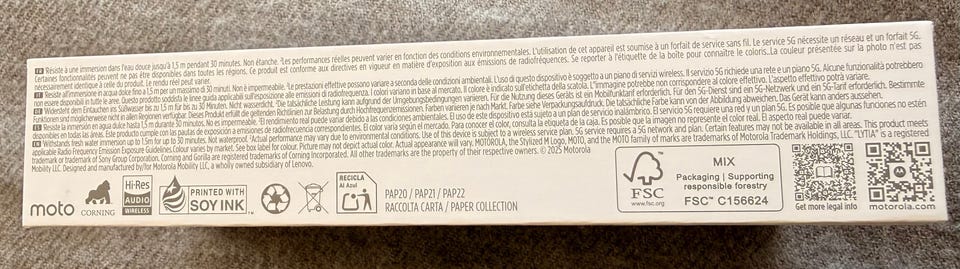 FR Résiste à une immersion dans l'eau douce jusqu'à 1,5 m pendant 30 minutes. Non étanche. ¹Les performances réelles peuvent varier en fonction des conditions environnementales. L'utilisation de cet appareil est soumise à un forfait de service sans fil. Le service 5G nécessite un réseau et un forfait 5G.
Certaines fonctionnalités peuvent ne pas être disponibles dans toutes les régions. Ce produit est conforme aux directives en vigueur en matière d'exposition aux émissions de radiofréquences. Se reporter à l'étiquette de la boîte pour connaître le coloris. La couleur présentée sur la photo n'est pas
nécessairement identique à celle du produit. Le rendu réel peut varier.
IT Resiste all'immersione in acqua dolce fino a 1,5 m per un massimo di 30 minuti. Non è impermeabile. ¹Le prestazioni effettive possono variare a seconda delle condizioni ambientali. L'uso di questo dispositivo è soggetto a un piano di servizio wireless. Il servizio 5G richiede una rete e un piano 5G. Alcune funzionalità potrebbero
non essere disponibili in tutte le aree. Questo prodotto soddisfa le linee guida applicabili sull'esposizione alle emissioni di radiofrequenza. I colori variano in base al mercato. Il colore è indicato sull'etichetta della scatola. L'immagine potrebbe non corrispondere al colore effettivo. L'aspetto effettivo potrà variare.
DE Widersteht dem Eintauchen ins Süßwasser bis zu 1,5 m für bis zu 30 Minuten. Nicht wasserdicht. ¹Die tatsächliche Leistung kann aufgrund der Umgebungsbedingungen variieren. Für die Nutzung dieses Geräts ist ein Mobilfunktarif erforderlich. Für den 5G-Dienst sind ein 5G-Netzwerk und ein 5G-Tarif erforderlich. Bestimmte
Funktionen sind möglicherweise nicht in allen Regionen verfügbar. Dieses Produkt erfüllt die geltenden Richtlinien zur Belastung durch Hochfrequenzemissionen. Farben variieren je nach Markt. Farbe siehe Verpackungsaufdruck. Die tatsächliche Farbe kann von der Abbildung abweichen. Das Gerät kann anders aussehen.
ES Resiste la inmersión en agua dulce hasta 1,5 m por hasta 30 minutos. No es impermeable. ¹El rendimiento real puede variar debido a las condiciones ambientales. El uso de este dispositivo está sujeto a un plan de servicio inalámbrico. El servicio 5G requiere una red y un plan 5G. Es posible que algunas funciones no estén
disponibles en todas las áreas. Este producto cumple con las pautas de exposición a emisiones de radiofrecuencia correspondientes. El color varía según el mercado. Para conocer el color, consulta la etiqueta de la caja. Es posible que la imagen no represente el color real. El aspecto real puede variar.
EN Withstands fresh water immersion up to 1.5m for up to 30 minutes. Not waterproof. ¹Actual performance may vary due to environmental conditions. Use of this device is subject to a wireless service plan. 5G service requires a 5G network and plan. Certain features may not be available in all areas. This product meets
applicable Radio Frequency Emission Exposure Guidelines. Colour varies by market. See box label for colour. Picture may not depict actual color. Actual appearance will vary. MOTOROLA, the Stylized M Logo, MOTO, and the MOTO family of marks are trademarks of Motorola Trademark Holdings, LLC. "LYTIA" is a registered
trademark or trademark of Sony Group Corporation. Corning and Gorilla are registered trademarks of Corning Incorporated. All other trademarks are the property of their respective owners. © 2025 Motorola
Mobility LLC. Designed and manufactured by/for Motorola Mobility LLC, a wholly owned subsidiary of Lenovo.
moto
CORNING
Hi-Res
AUDIO
WIRELESS
PRINTED WITH
SOY INK™
RECICLA
Al Azul
PAP20 / PAP21 / PAP22
RACCOLTA CARTA / PAPER COLLECTION
FSC
www.fsc.org
MIX
Packaging | Supporting
responsible forestry
FSC™ C156624
Get more legal info
motorola.com